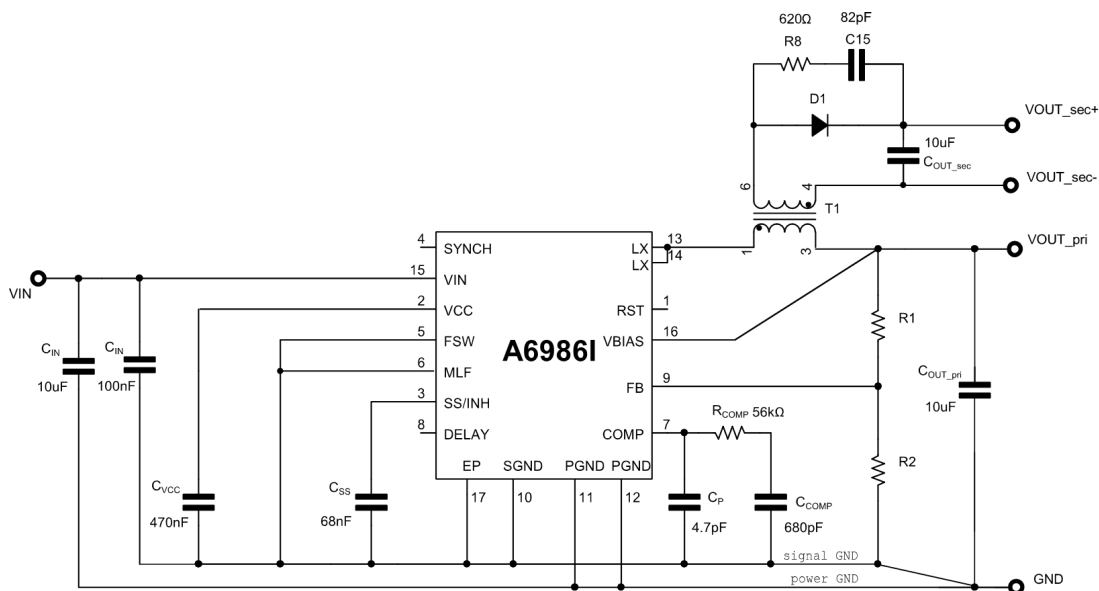 620Ω
82pF
R8
C15
D1
VOUT_sec+
10uF
COUT_sec
VOUT_sec-
6
4
T1
1
3
VOUT_pri
4
SYNCH
LX
13
LX
14
15
VIN
VIN
2
VCC
RST
1
5
FSW
VBIAS
16
R1
A6986I
CIN
10uF
CIN
100nF
6
MLF
FB
9
COUT_pri
10uF
3
SS/INH
8
DELAY
COMP
7
RCOMP 56kΩ
EP
SGND
PGND
PGND
R2
17
10
11
12
CVCC
470nF
CSS
68nF
CP
4.7pF
CCOMP
680pF
signal GND
power GND
GND